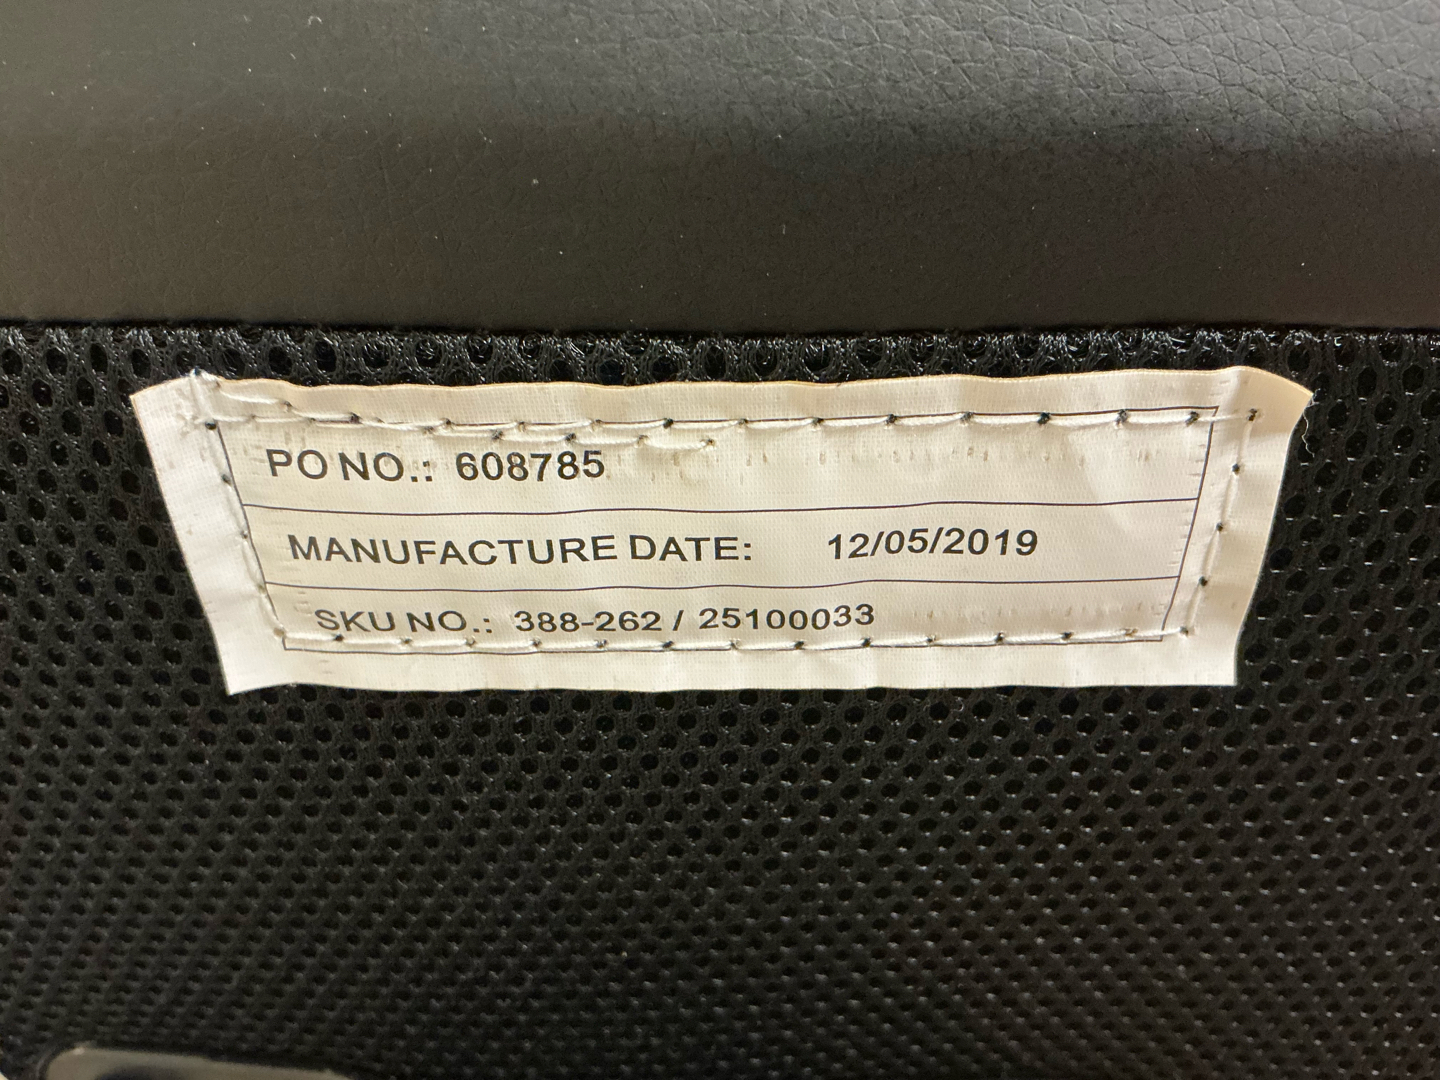 PO NO.: 608785
MANUFACTURE DATE: 12/05/2019
SKU NO.: 388-262 / 25100033